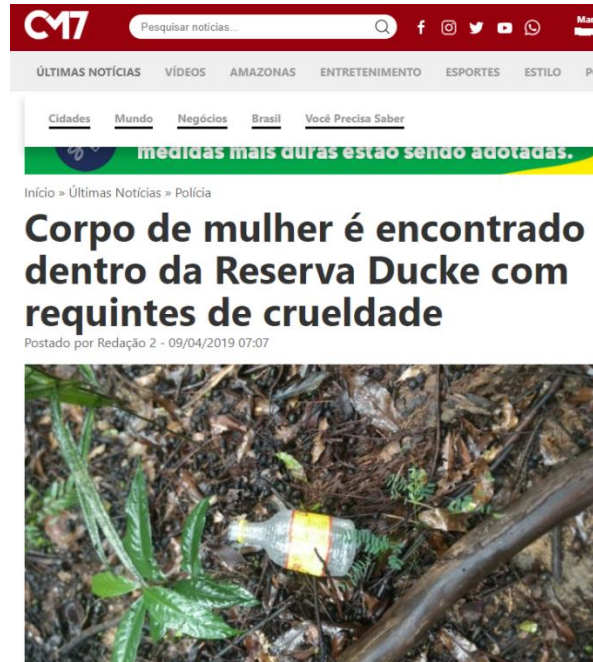 CM7
Pesquisar notícias...
ÚLTIMAS NOTÍCIAS VÍDEOS AMAZONAS ENTRETENIMENTO ESPORTES ESTILO
Cidades Mundo Negócios Brasil Você Precisa Saber
medidas mais duras estão sendo adotadas.
Início » Últimas Notícias » Polícia
Corpo de mulher é encontrado
dentro da Reserva Ducke com
requintes de crueldade
Postado por Redação 2 - 09/04/2019 07:07